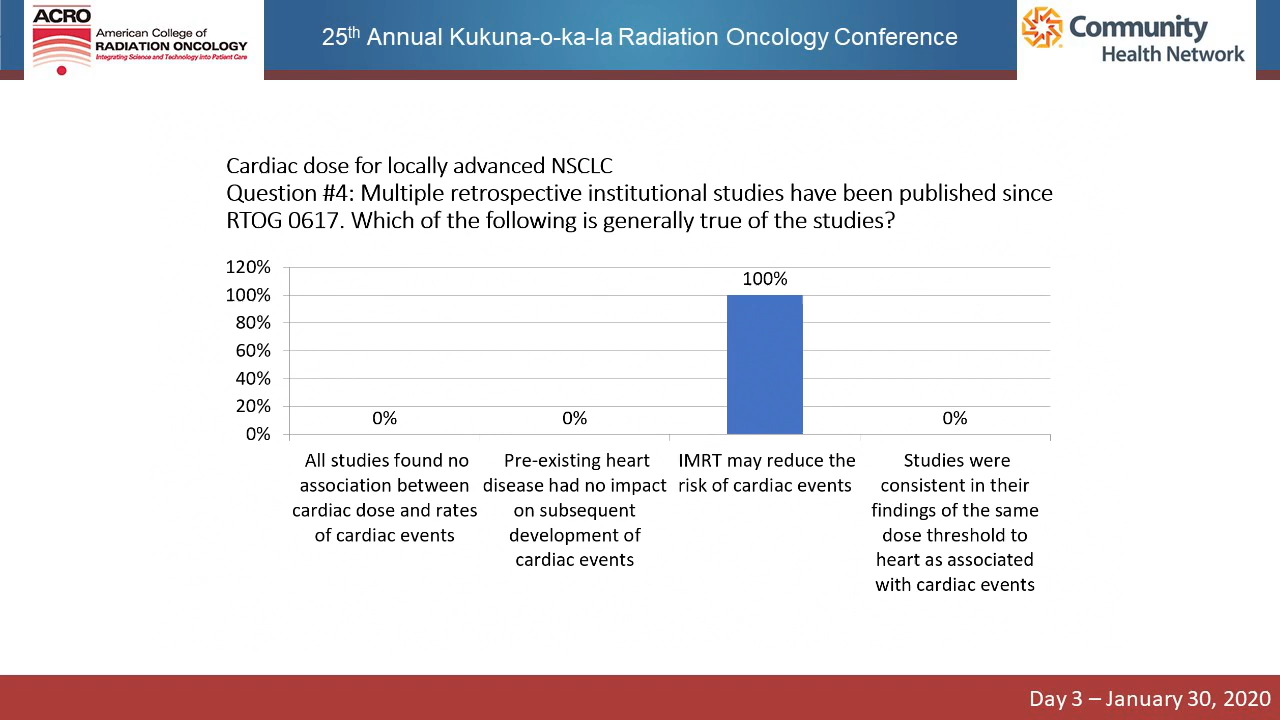 ACRO
American College of
RADIATION ONCOLOGY
Integrating Science and Technology Into Patient Care
25th Annual Kukuna-o-ka-la Radiation Oncology Conference
Community
Health Network
Cardiac dose for locally advanced NSCLC
Question #4: Multiple retrospective institutional studies have been published since
RTOG 0617. Which of the following is generally true of the studies?
120%
100%
80%
60%
40%
20%
0%
0%
0%
100%
0%
All studies found no
association between
cardiac dose and rates
of cardiac events
Pre-existing heart
disease had no impact
on subsequent
development of
cardiac events
IMRT may reduce the
risk of cardiac events
Studies were
consistent in their
findings of the same
dose threshold to
heart as associated
with cardiac events
Day 3 – January 30, 2020